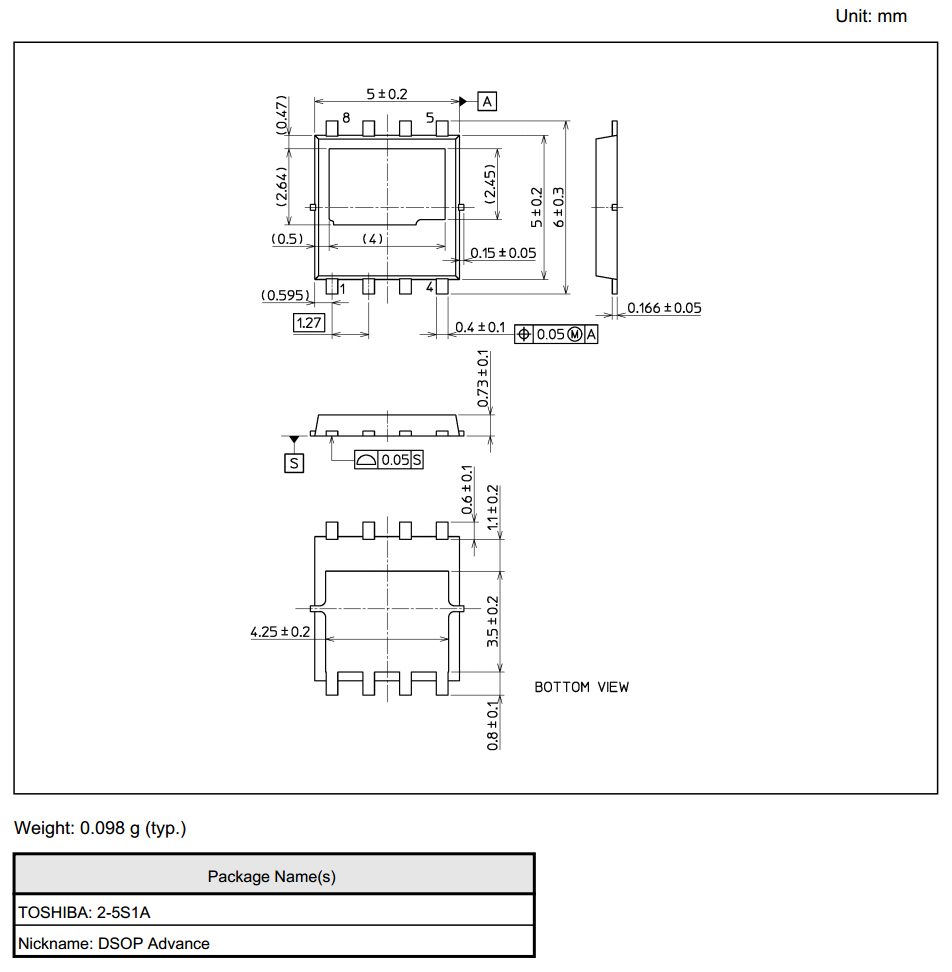 Unit: mm
5±0.2
A
(0.47)
8
5
(2.64)
(2.45)
5±0.2
6±0.3
(0.5)
(4)
0.15±0.05
(0.595)
1
4
0.166±0.05
1.27
0.4±0.1
⌖ 0.05 Ⓜ A
0.73±0.1
S
⌓ 0.05 S
0.6±0.1
1.1±0.2
4.25±0.2
3.5±0.2
BOTTOM VIEW
0.8±0.1
Weight: 0.098 g (typ.)
Package Name(s)
TOSHIBA: 2-5S1A
Nickname: DSOP Advance